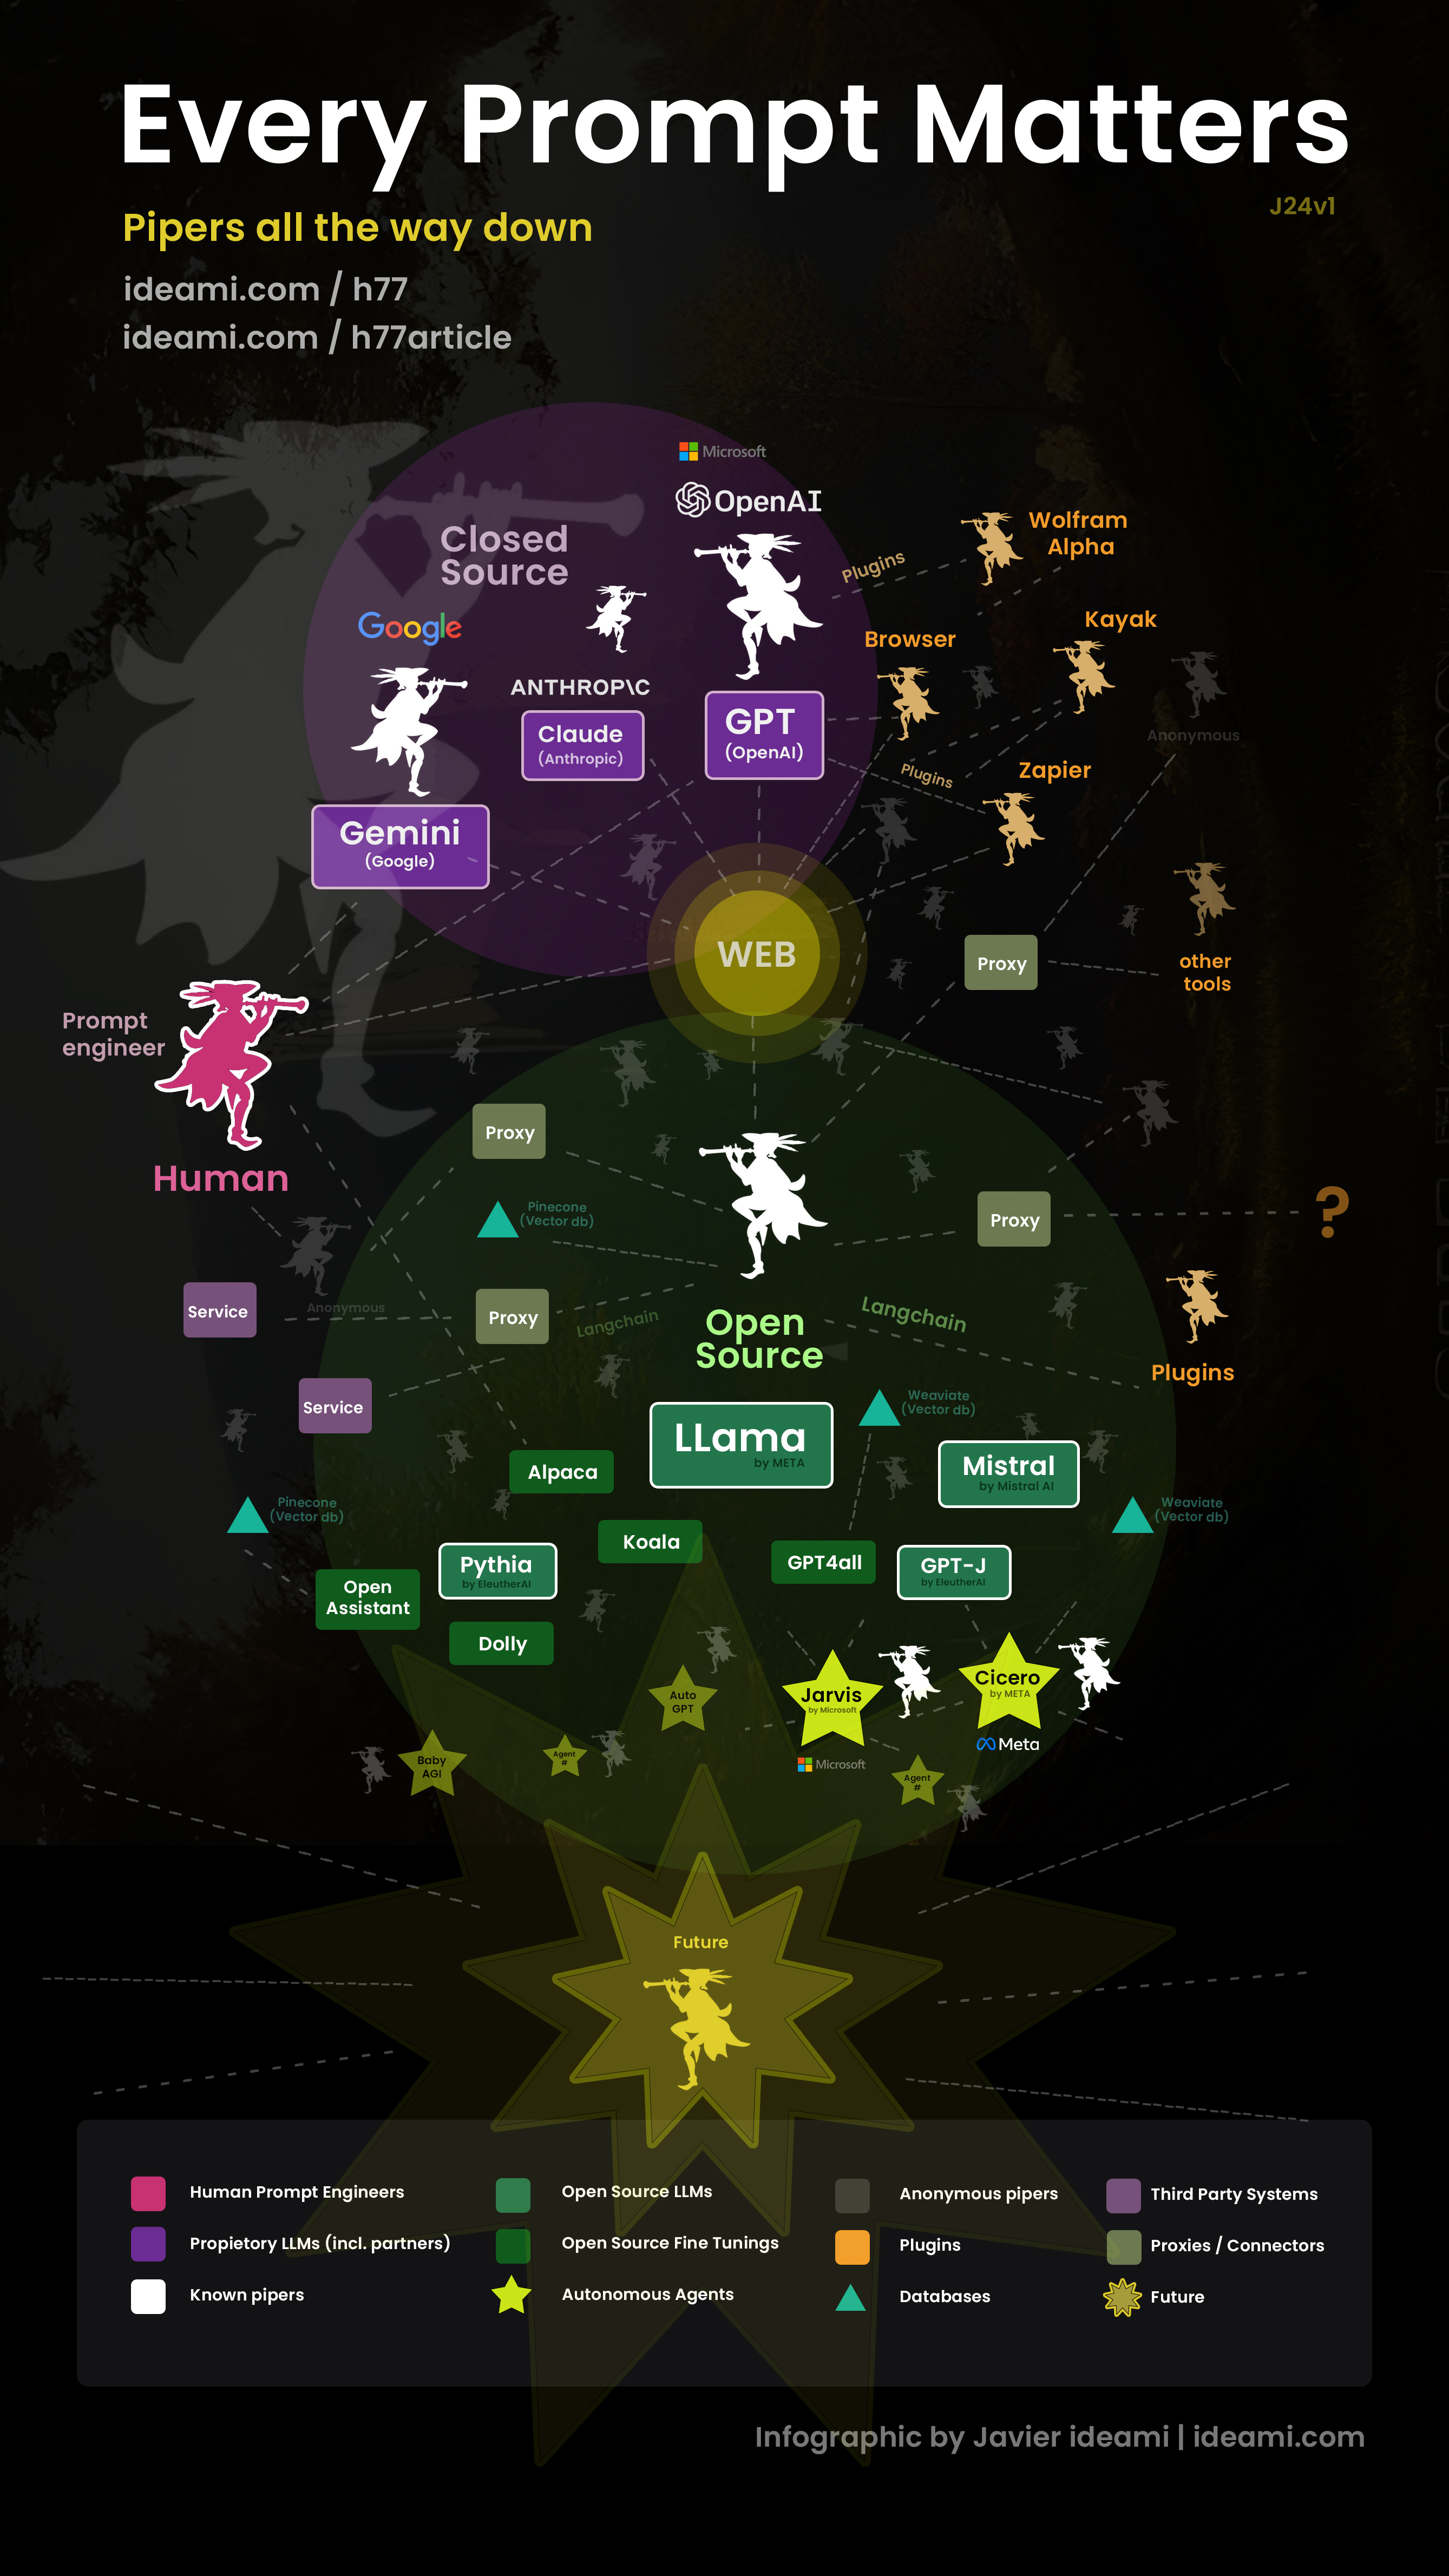 Every Prompt Matters
J24v1
Pipers all the way down
ideami.com / h77
ideami.com / h77article
Microsoft
OpenAI
Closed
Source
Google
ANTHROP\C
Claude
(Anthropic)
GPT
(OpenAI)
Gemini
(Google)
Plugins
Wolfram
Alpha
Kayak
Browser
Anonymous
Plugins
Zapier
WEB
Proxy
other
tools
Prompt
engineer
Human
Proxy
Pinecone
(Vector db)
Proxy
?
Service
Anonymous
Proxy
Langchain
Open
Source
Langchain
Plugins
Service
Weaviate
(Vector db)
LLama
by META
Mistral
by Mistral AI
Alpaca
Pinecone
(Vector db)
Weaviate
(Vector db)
Koala
Pythia
by EleutherAI
GPT4all
GPT-J
by EleutherAI
Open
Assistant
Dolly
Auto
GPT
Jarvis
by Microsoft
Cicero
by META
Microsoft
Meta
Baby
AGI
Agent
#
Agent
#
Future
Human Prompt Engineers
Open Source LLMs
Anonymous pipers
Third Party Systems
Propietory LLMs (incl. partners)
Open Source Fine Tunings
Plugins
Proxies / Connectors
Known pipers
Autonomous Agents
Databases
Future
Infographic by Javier ideami | ideami.com